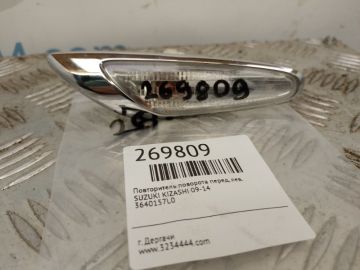 269809
269809
Повторитель поворота перед лев.
SUZUKI KIZASHI 09-14
3640157L0
г.Дергачи
www.3234444.com